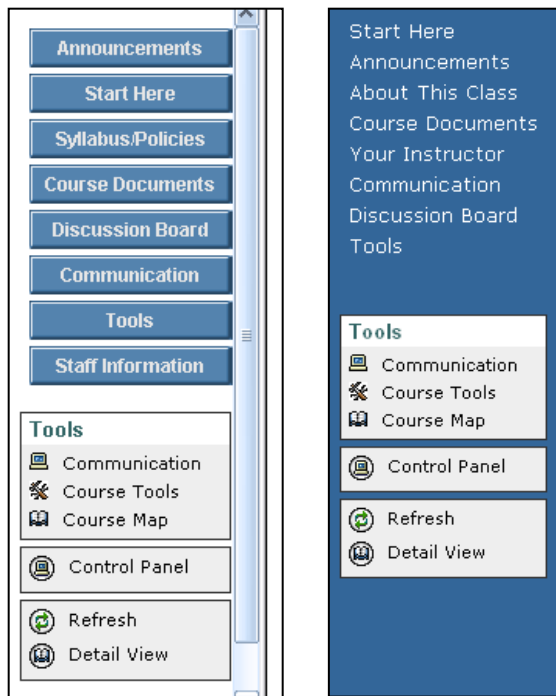 Announcements
Start Here
Syllabus/Policies
Course Documents
Discussion Board
Communication
Tools
Staff Information
Tools
Communication
Course Tools
Course Map
Control Panel
Refresh
Detail View
Start Here
Announcements
About This Class
Course Documents
Your Instructor
Communication
Discussion Board
Tools
Tools
Communication
Course Tools
Course Map
Control Panel
Refresh
Detail View